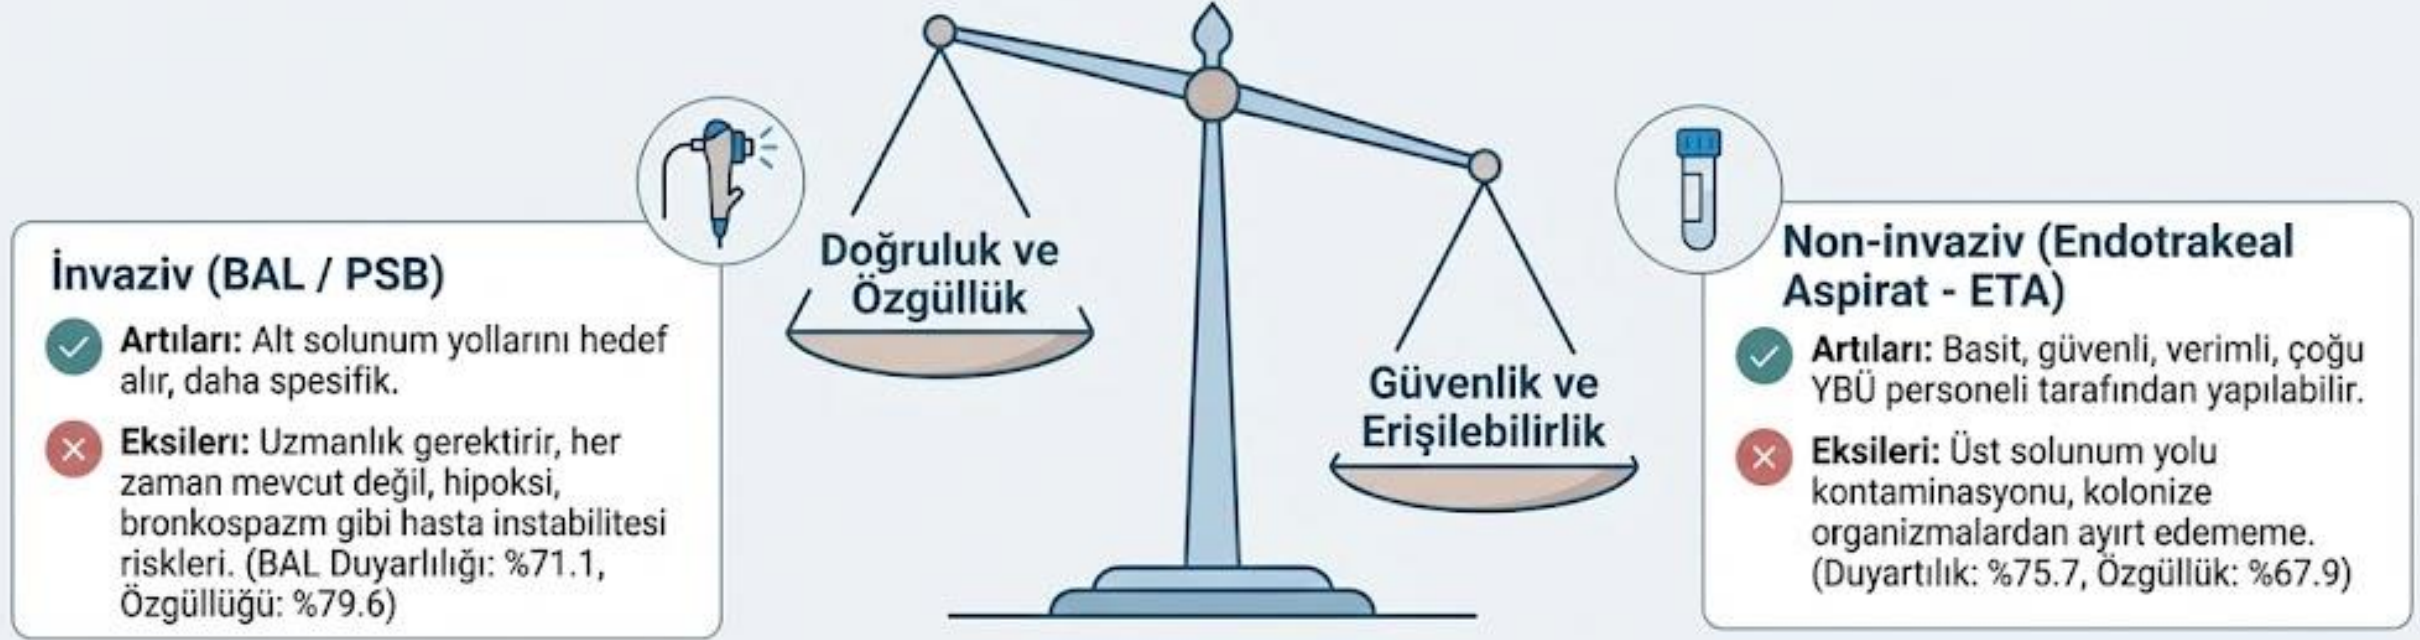 İnvaziv (BAL / PSB)
Artıları: Alt solunum yollarını hedef
alır, daha spesifik.
Eksilerı: Uzmanlık gerektirir, her
zaman mevcut değil, hipoksi,
bronkospazm gibi hasta instabilitesi
riskleri. (BAL Duyarlılığı: %71.1,
Özgüllüğü: %79.6)
Doğruluk ve
Özgüllük
Güvenlik ve
Erişilebilirlik
Non-invaziv (Endotrakeal
Aspirat - ETA)
Artıları: Basit, güvenli, verimli, çoğu
YBÜ personeli tarafından yapılabilir.
Eksileri: Üst solunum yolu
kontaminasyonu, kolonize
organizmalardan ayırt edememe.
(Duyartılık: %75.7, Özgüllük: %67.9)